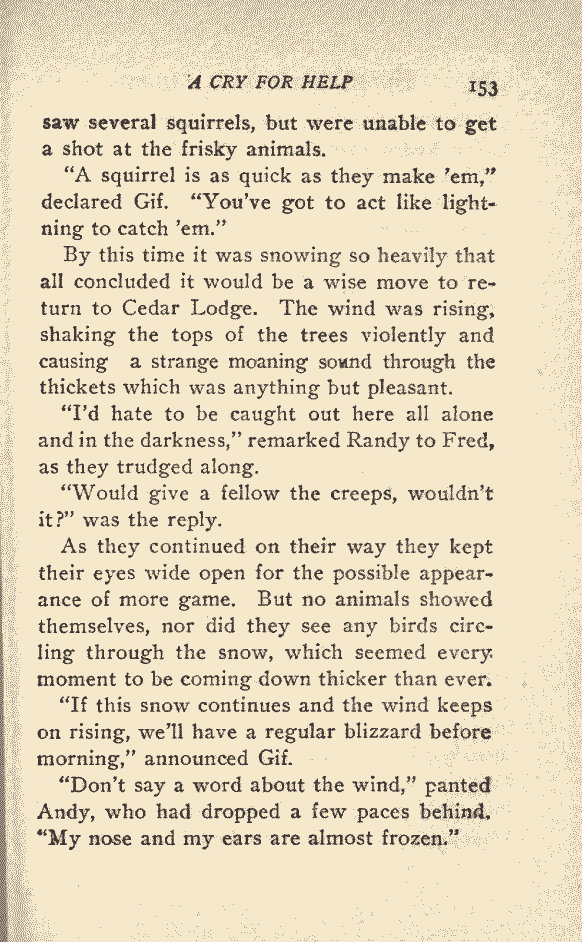 A CRY FOR HELP 153
saw several squirrels, but were unable to get
a shot at the frisky animals.
"A squirrel is as quick as they make 'em,"
declared Gif. "You've got to act like light-
ning to catch 'em."
By this time it was snowing so heavily that
all concluded it would be a wise move to re-
turn to Cedar Lodge. The wind was rising,
shaking the tops of the trees violently and
causing a strange moaning sound through the
thickets which was anything but pleasant.
"I'd hate to be caught out here all alone
and in the darkness," remarked Randy to Fred,
as they trudged along.
"Would give a fellow the creeps, wouldn't
it?" was the reply.
As they continued on their way they kept
their eyes wide open for the possible appear-
ance of more game. But no animals showed
themselves, nor did they see any birds circ-
ling through the snow, which seemed every
moment to be coming down thicker than ever.
"If this snow continues and the wind keeps
on rising, we'll have a regular blizzard before
morning," announced Gif.
"Don't say a word about the wind," panted
Andy, who had dropped a few paces behind.
"My nose and my ears are almost frozen."